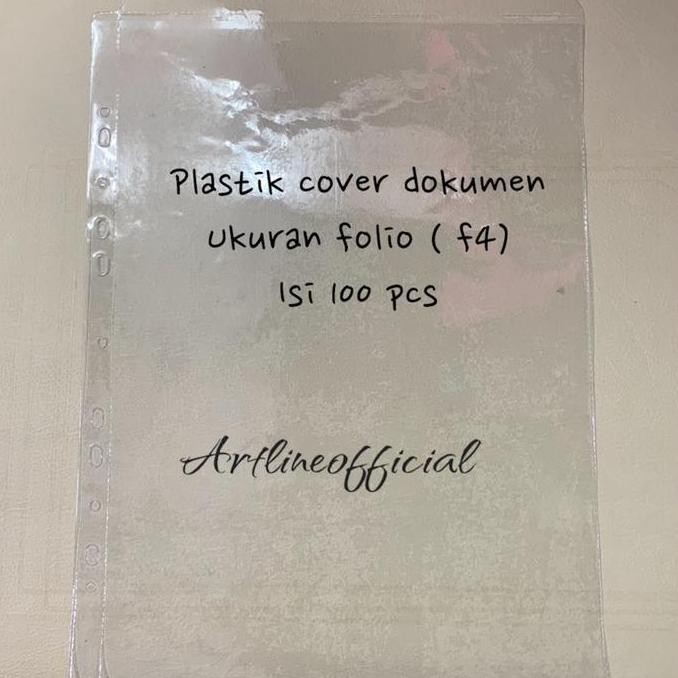 Plastik cover dokumen
ukuran folio ( f4)
Isi 100 pcs
Artlineofficial